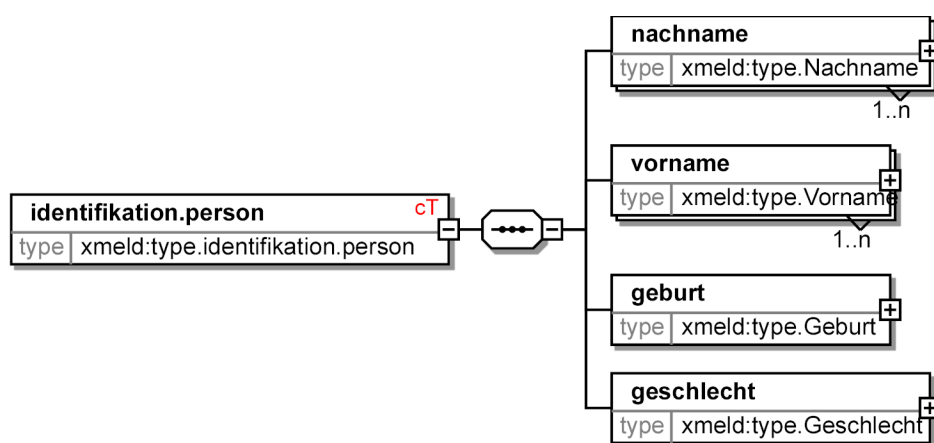 nachname
type xmeld:type.Nachname
1..n
vorname
type xmeld:type.Vorname
1..n
identifikation.person cT
type xmeld:type.identifikation.person
geburt
type xmeld:type.Geburt
geschlecht
type xmeld:type.Geschlecht